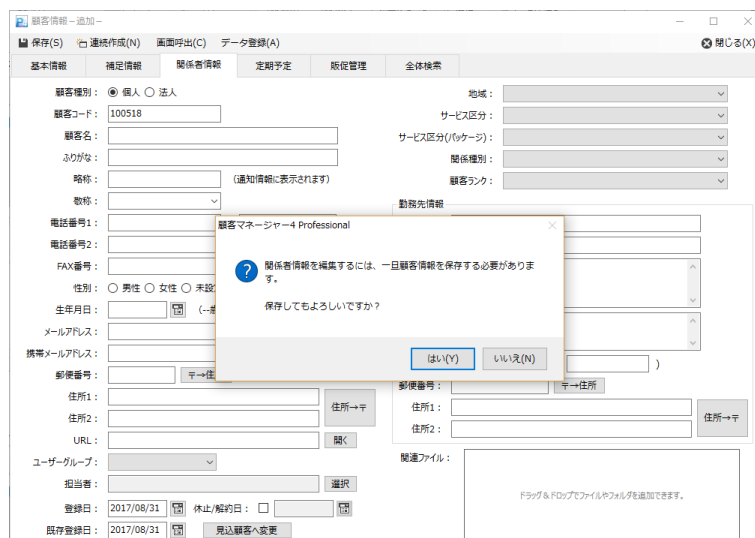 顧客情報－追加－
保存(S) 連続作成(N) 画面呼出(C) データ登録(A) 閉じる(X)
基本情報 補足情報 関係者情報 定期予定 販促管理 全体検索
顧客種別： 個人 法人
地域：
顧客コード： 100518
サービス区分：
顧客名：
サービス区分(パッケージ)：
ふりがな：
関係種別：
略称： (通知情報に表示されます)
顧客ランク：
敬称：
勤務先情報
電話番号1：
電話番号2：
FAX番号：
性別： 男性 女性 未設
生年月日： (--歳
メールアドレス：
携帯メールアドレス：
顧客マネージャー4 Professional
関係者情報を編集するには、一旦顧客情報を保存する必要がありま
す。
保存してもよろしいですか？
はい(Y) いいえ(N)
)
郵便番号： 〒→住
郵便番号： 〒→住所
住所1： 住所→〒
住所1： 住所→〒
住所2：
住所2：
URL： 開く
ユーザーグループ：
関連ファイル：
担当者： 選択
ドラッグ＆ドロップでファイルやフォルダを追加できます。
登録日： 2017/08/31 休止/解約日：
既存登録日： 2017/08/31 見込顧客へ変更